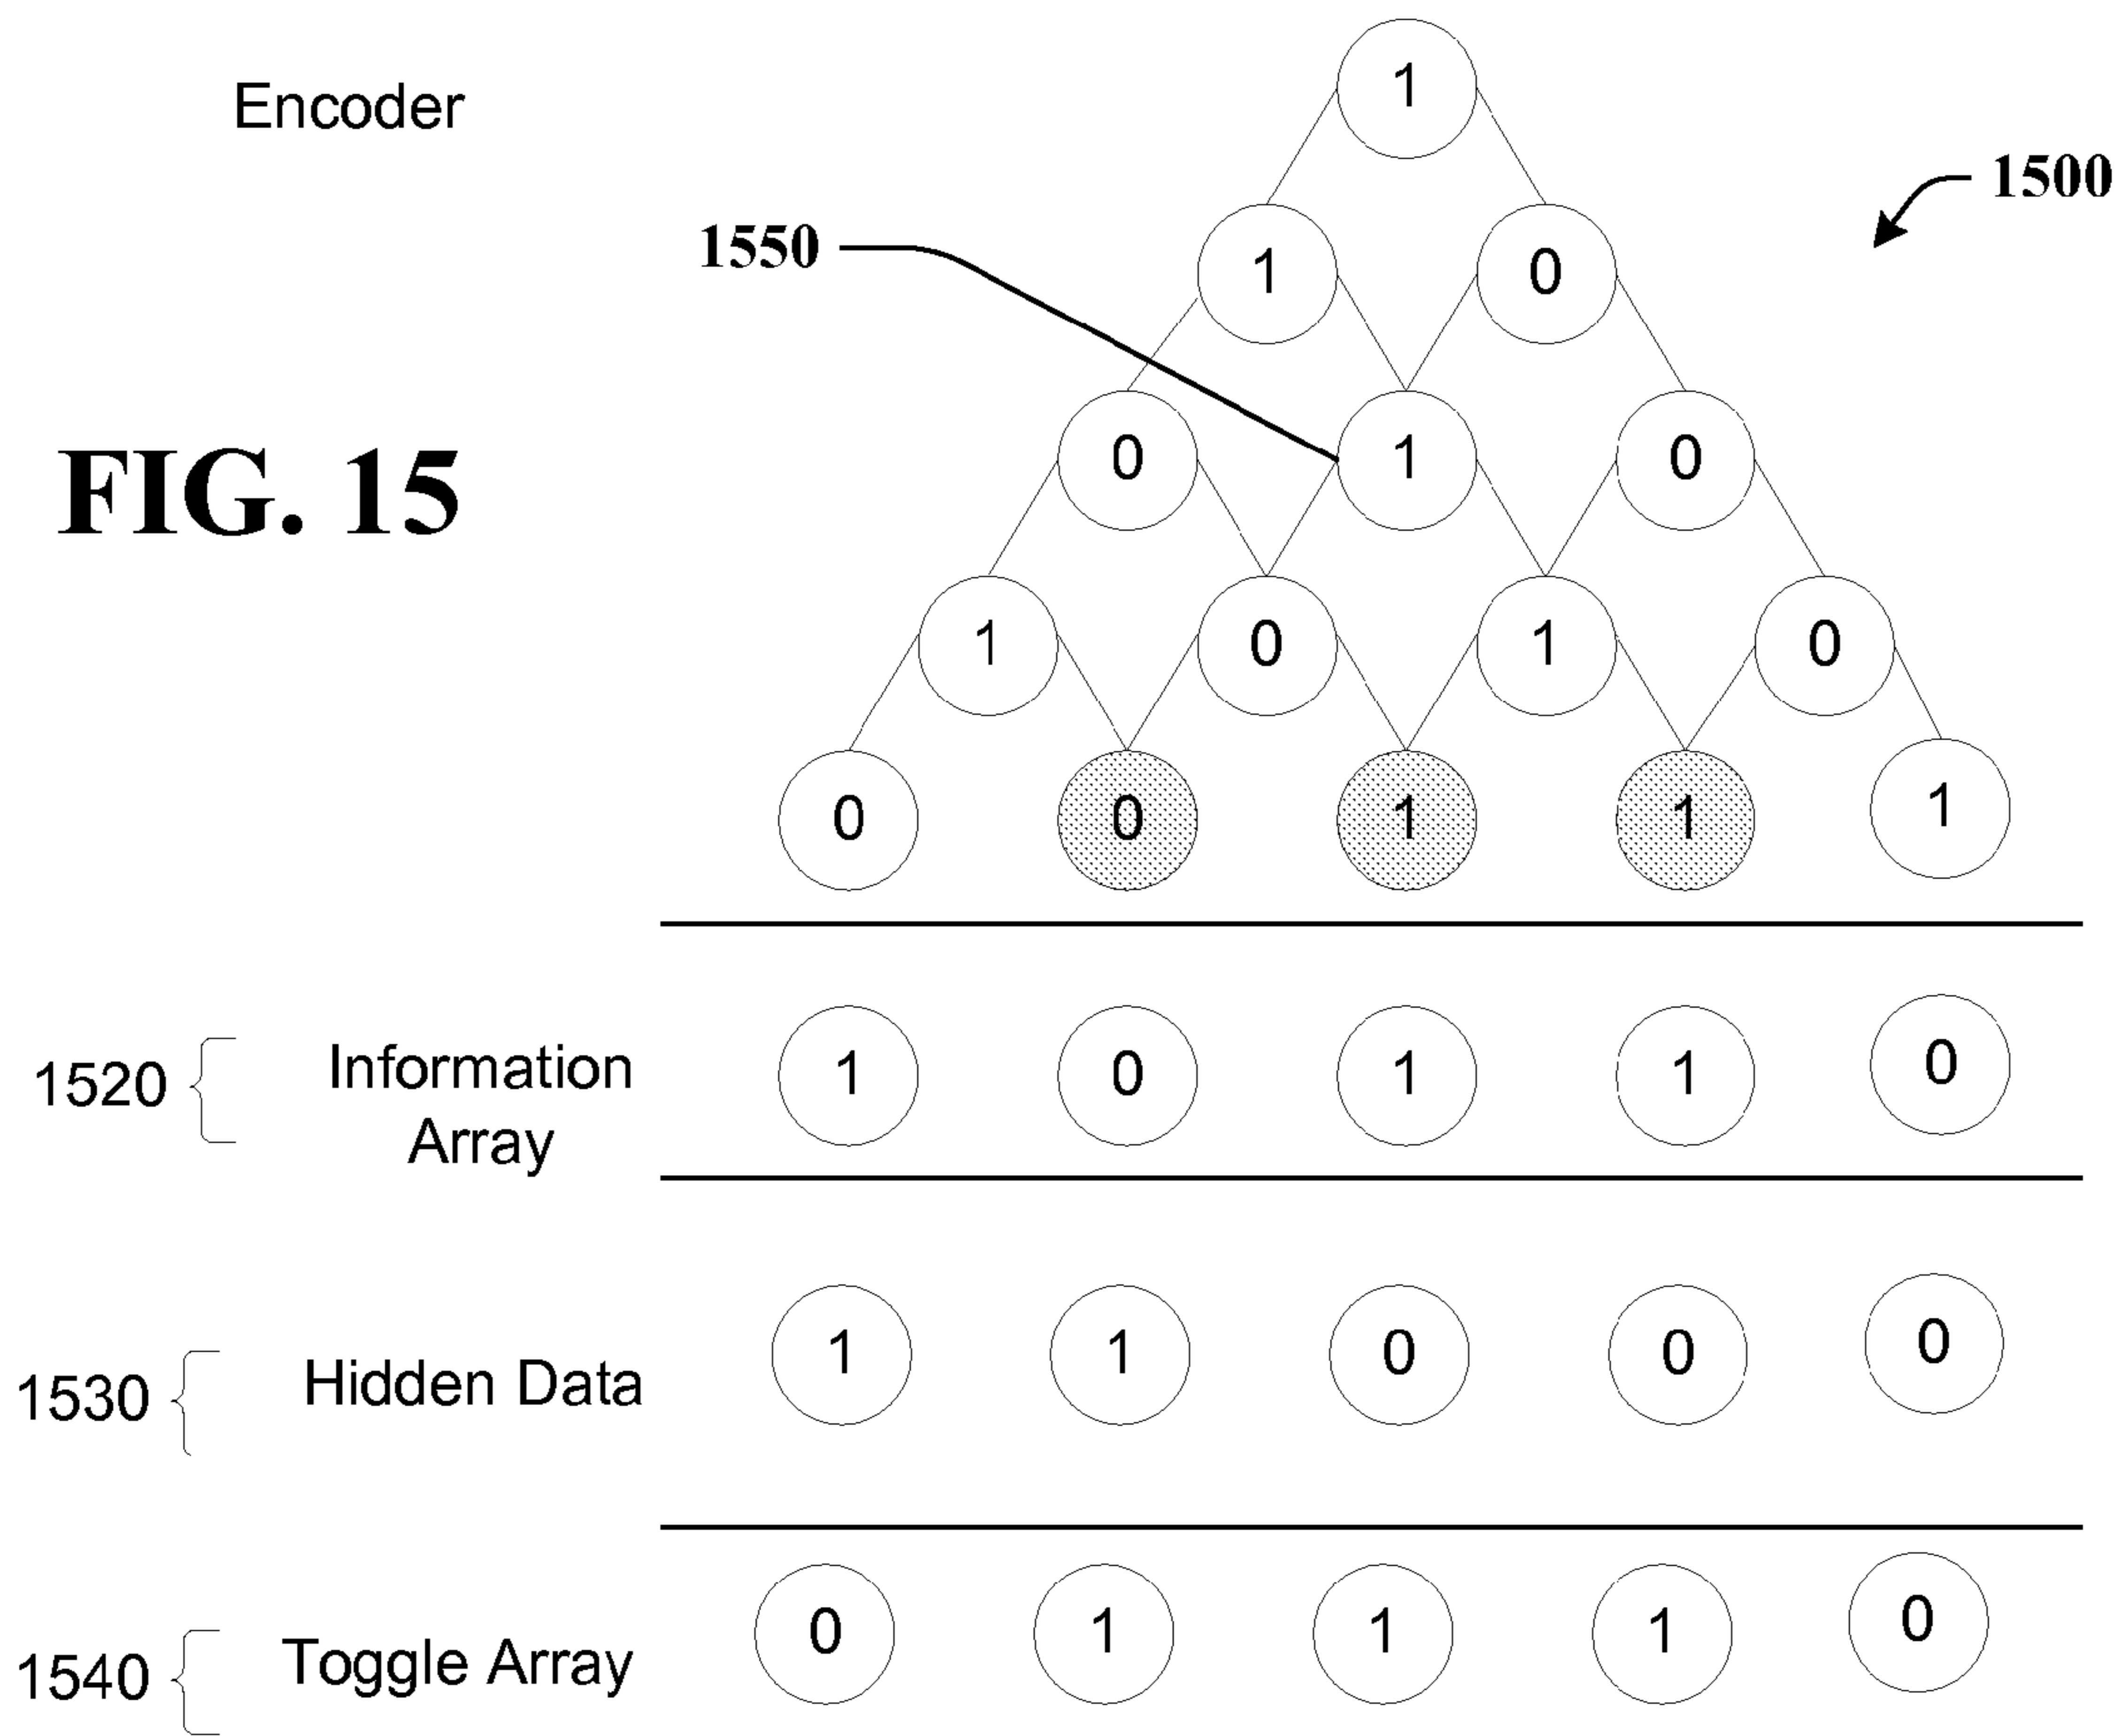 1
Encoder
1500
1550
1 0
FIG. 15
0 1 0
1 0 1 0
0 0 1 1 1
1520 Information 1 0 1 1 0
Array
1530 Hidden Data 1 1 0 0 0
1540 Toggle Array 0 1 1 1 0